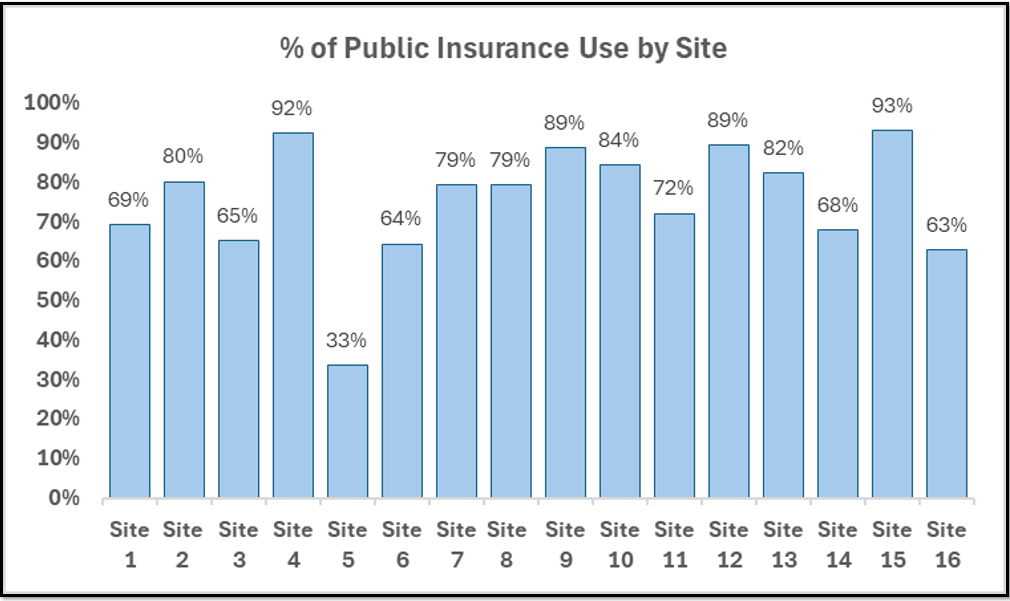 % of Public Insurance Use by Site
100%
90%
80%
70%
60%
50%
40%
30%
20%
10%
0%
69%
80%
65%
92%
33%
64%
79%
79%
89%
84%
72%
89%
82%
68%
93%
63%
Site 1
Site 2
Site 3
Site 4
Site 5
Site 6
Site 7
Site 8
Site 9
Site 10
Site 11
Site 12
Site 13
Site 14
Site 15
Site 16